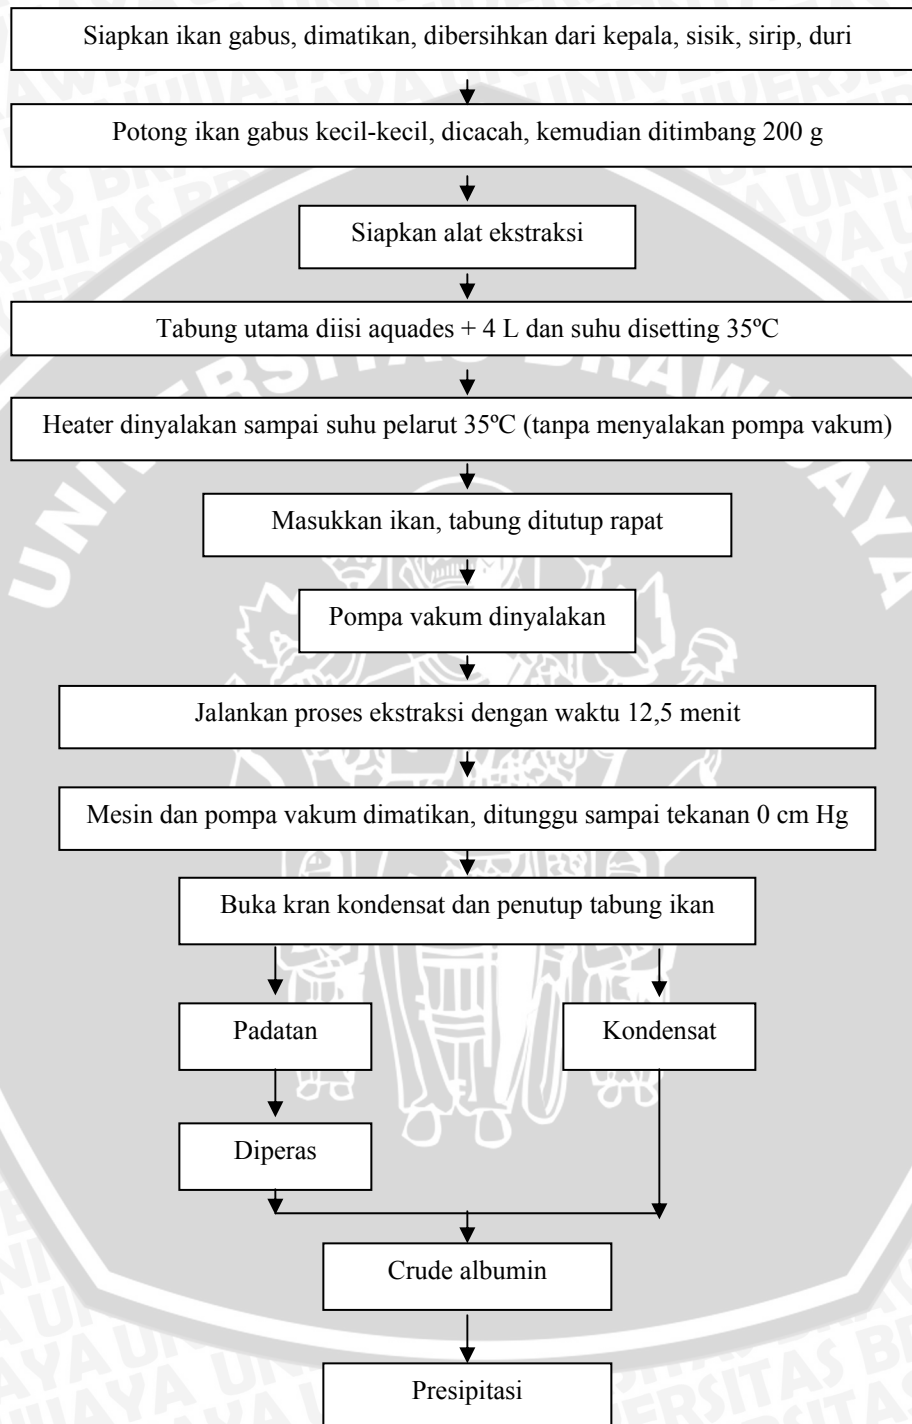 Siapkan ikan gabus, dimatikan, dibersihkan dari kepala, sisik, sirip, duri
Potong ikan gabus kecil-kecil, dicacah, kemudian ditimbang 200 g
Siapkan alat ekstraksi
Tabung utama diisi aquades + 4 L dan suhu disetting 35ºC
Heater dinyalakan sampai suhu pelarut 35ºC (tanpa menyalakan pompa vakum)
Masukkan ikan, tabung ditutup rapat
Pompa vakum dinyalakan
Jalankan proses ekstraksi dengan waktu 12,5 menit
Mesin dan pompa vakum dimatikan, ditunggu sampai tekanan 0 cm Hg
Buka kran kondensat dan penutup tabung ikan
Padatan
Kondensat
Diperas
Crude albumin
Presipitasi
UNIVERSITAS BRAWIJAYA